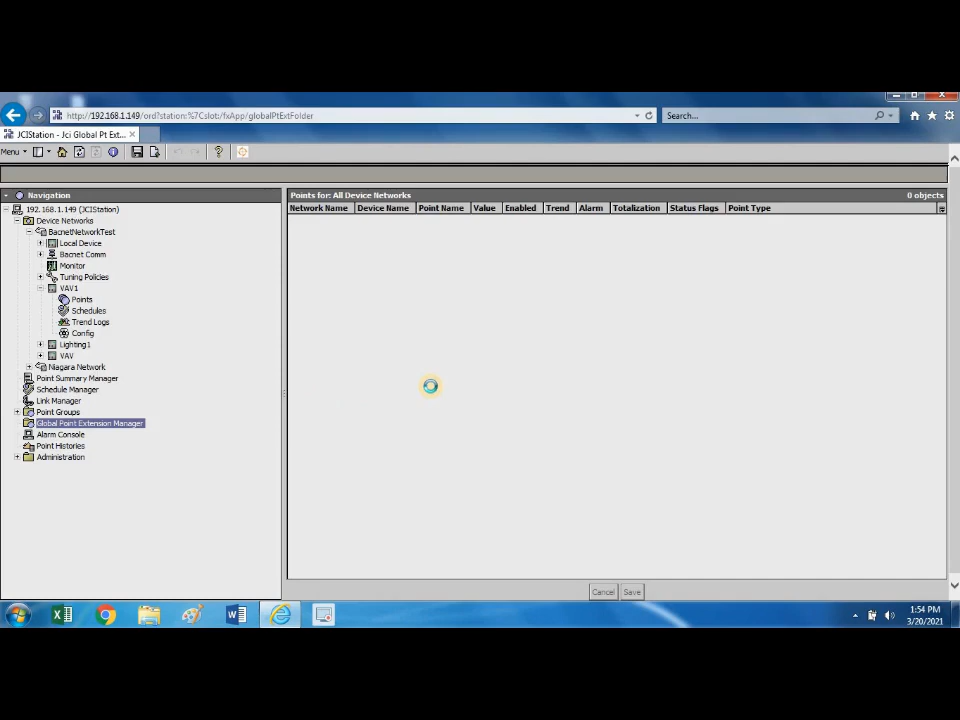 http://192.168.1.149/ord?station:%7Cslot:/fxApp/globalPtExtFolder
Search...
JCIStation - Jci Global Pt Ext...
Menu
Navigation
Points for: All Device Networks
0 objects
Network Name Device Name Point Name Value Enabled Trend Alarm Totalization Status Flags Point Type
192.168.1.149 (JCIStation)
Device Networks
BacnetNetworkTest
Local Device
Bacnet Comm
Monitor
Tuning Policies
VAV1
Points
Schedules
Trend Logs
Config
Lighting1
VAV
Niagara Network
Point Summary Manager
Schedule Manager
Link Manager
Point Groups
Global Point Extension Manager
Alarm Console
Point Histories
Administration
Cancel Save
1:54 PM
3/20/2021